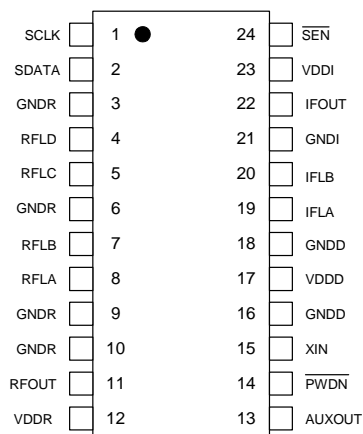 SCLK 1 24 SEN
SDATA 2 23 VDDI
GNDR 3 22 IFOUT
RFLD 4 21 GNDI
RFLC 5 20 IFLB
GNDR 6 19 IFLA
RFLB 7 18 GNDD
RFLA 8 17 VDDD
GNDR 9 16 GNDD
GNDR 10 15 XIN
RFOUT 11 14 PWDN
VDDR 12 13 AUXOUT